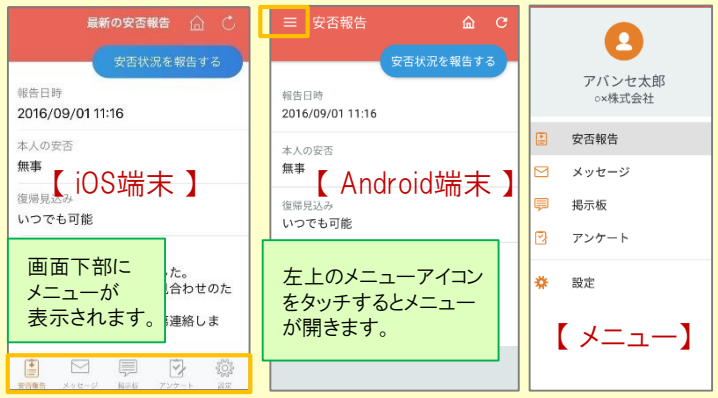 最新の安否報告
安否状況を報告する
報告日時
2016/09/01 11:16
本人の安否
無事
【 iOS端末 】
復帰見込み
いつでも可能
画面下部に
メニューが
表示されます。
た。
合わせのた
連絡しま
安否報告
メッセージ
掲示板
アンケート
設定
安否報告
安否状況を報告する
報告日時
2016/09/01 11:16
本人の安否
無事
【 Android端末 】
復帰見込み
いつでも可能
左上のメニューアイコン
をタッチするとメニュー
が開きます。
アバンセ太郎
○×株式会社
安否報告
メッセージ
掲示板
アンケート
設定
【 メニュー】